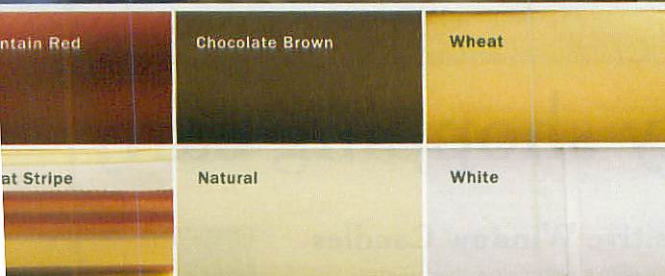 ntain Red
Chocolate Brown
Wheat
at Stripe
Natural
White